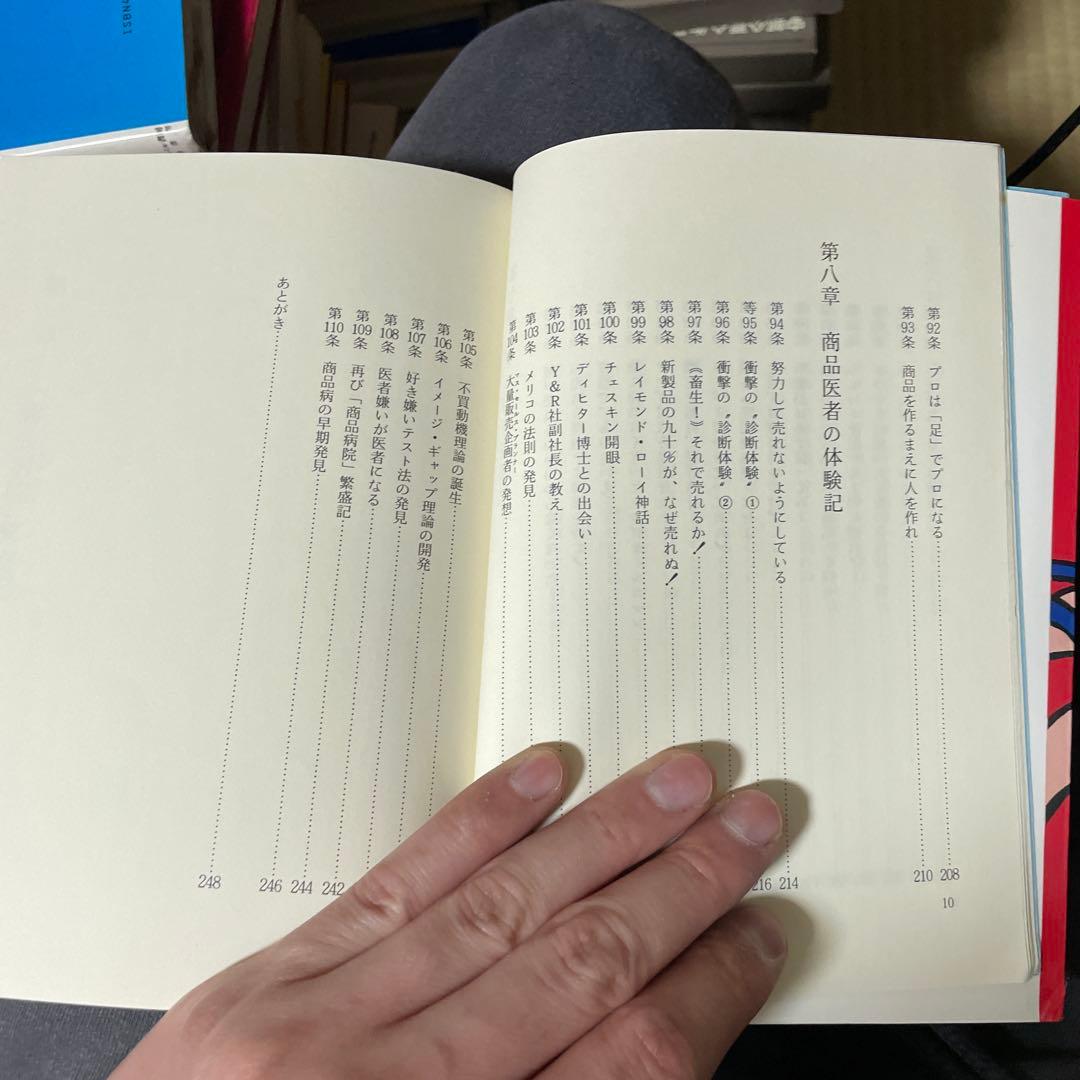 第92条 プロは「足」でプロになる……208
第93条 商品を作るまえに人を作れ……210
第八章 商品医者の体験記
第94条 努力して売れないようにしている……214
等95条 衝撃の〝診断体験〟①……216
第96条 衝撃の〝診断体験〟②……
第97条 《畜生!》それで売れるか!……
第98条 新製品の九十%が、なぜ売れぬ!……
第99条 レイモンド・ローイ神話……
第100条 チェスキン開眼……
第101条 ディヒター博士との出会い……
第102条 Y&R社副社長の教え……
第103条 メリコの法則の発見……
第104条 大量販売企画者の発想……
マス・セールス・プランナー
10
第105条 不買動機理論の誕生……
第106条 イメージ・ギャップ理論の開発……
第107条 好き嫌いテスト法の発見……
第108条 医者嫌いが医者になる……242
第109条 再び「商品病院」繁盛記……244
第110条 商品病の早期発見……246
あとがき……248
ISBN4